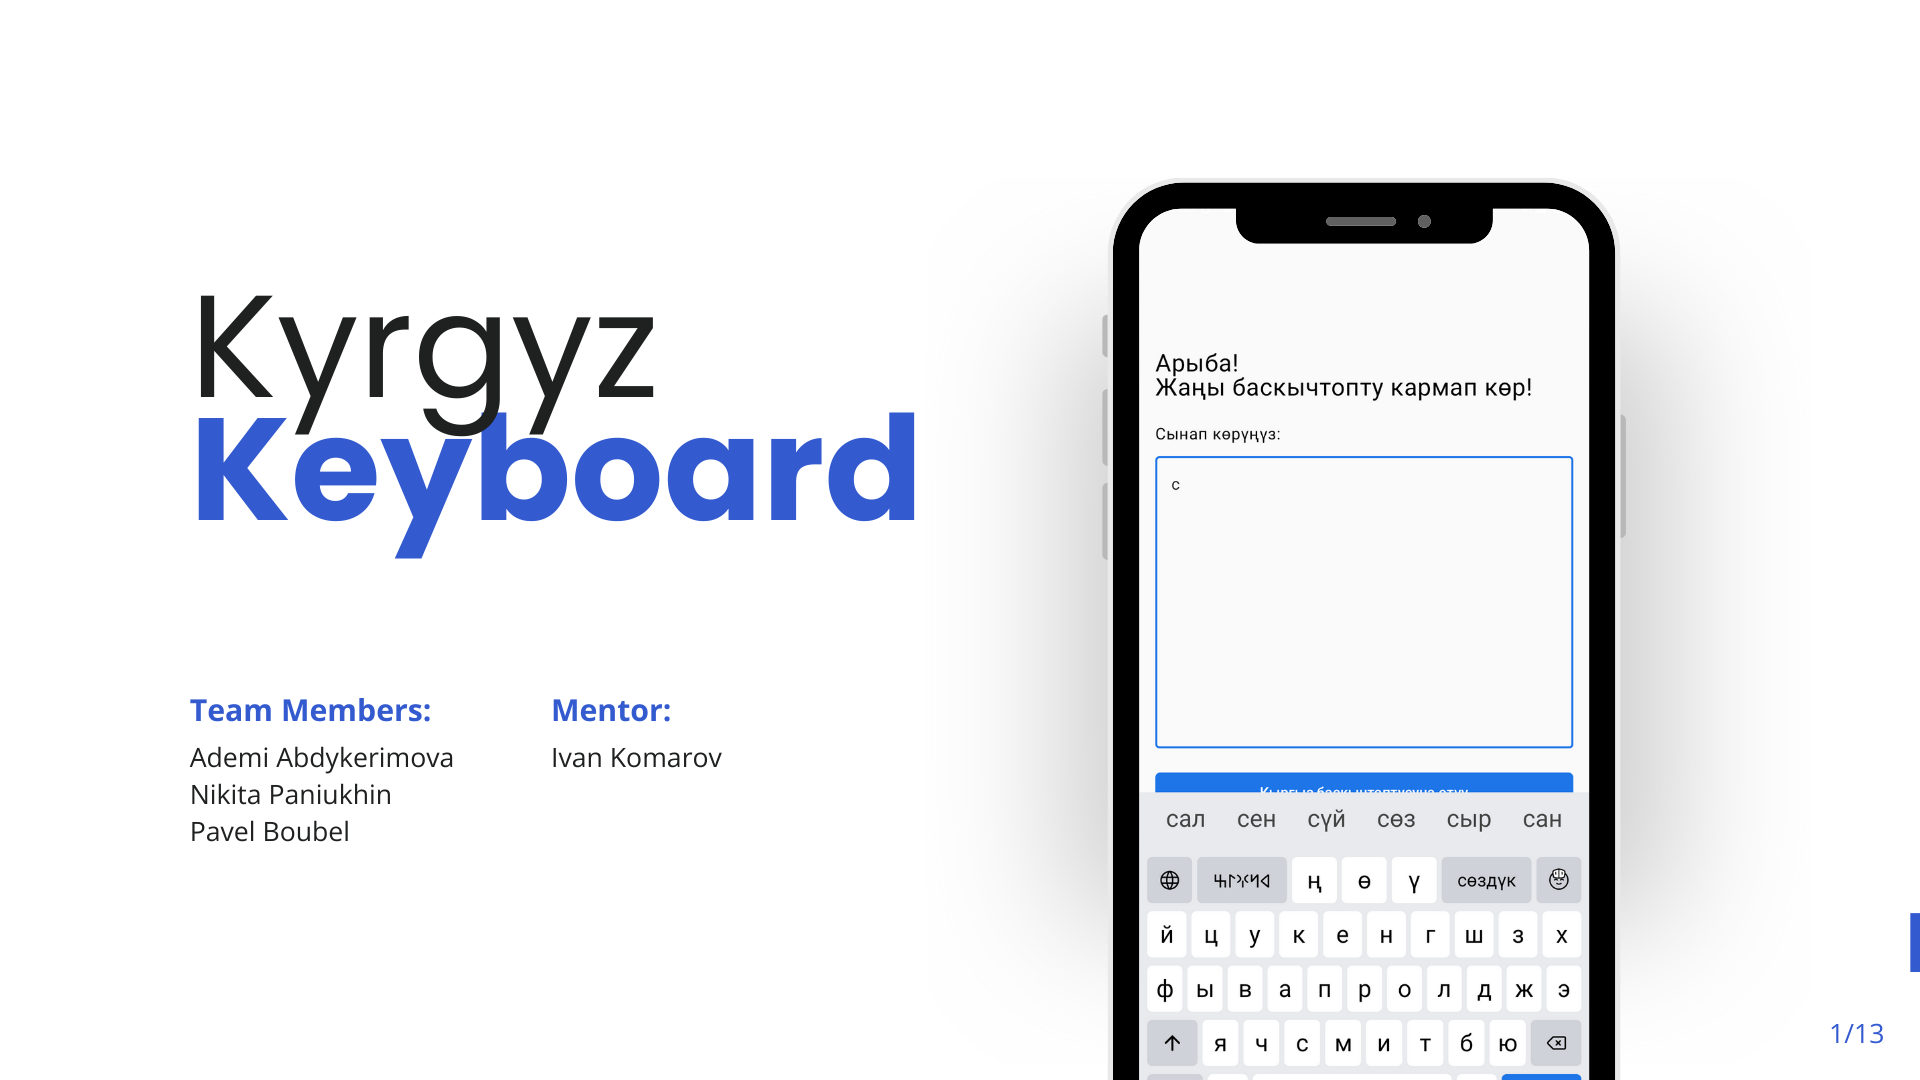 Kyrgyz
Keyboard
Team Members:
Ademi Abdykerimova
Nikita Paniukhin
Pavel Boubel
Mentor:
Ivan Komarov
Арыба!
Жаңы баскычтопту кармап көр!
Сынап көрүңүз:
с
сал сен сүй сөз сыр сан
ң ө ү сөздүк
й ц у к е н г ш з х
ф ы в а п р о л д ж э
я ч с м и т б ю
1/13